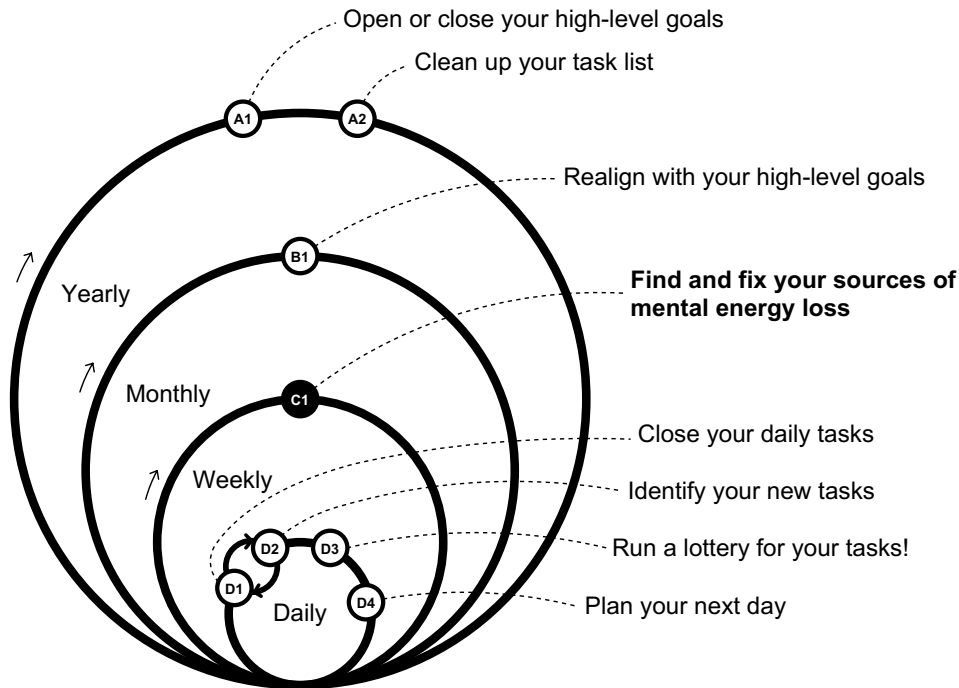 Open or close your high-level goals
Clean up your task list
A1
A2
Realign with your high-level goals
B1
Find and fix your sources of
mental energy loss
Yearly
Monthly
C1
Close your daily tasks
Weekly
Identify your new tasks
D2
D3
Run a lottery for your tasks!
D1
D4
Daily
Plan your next day